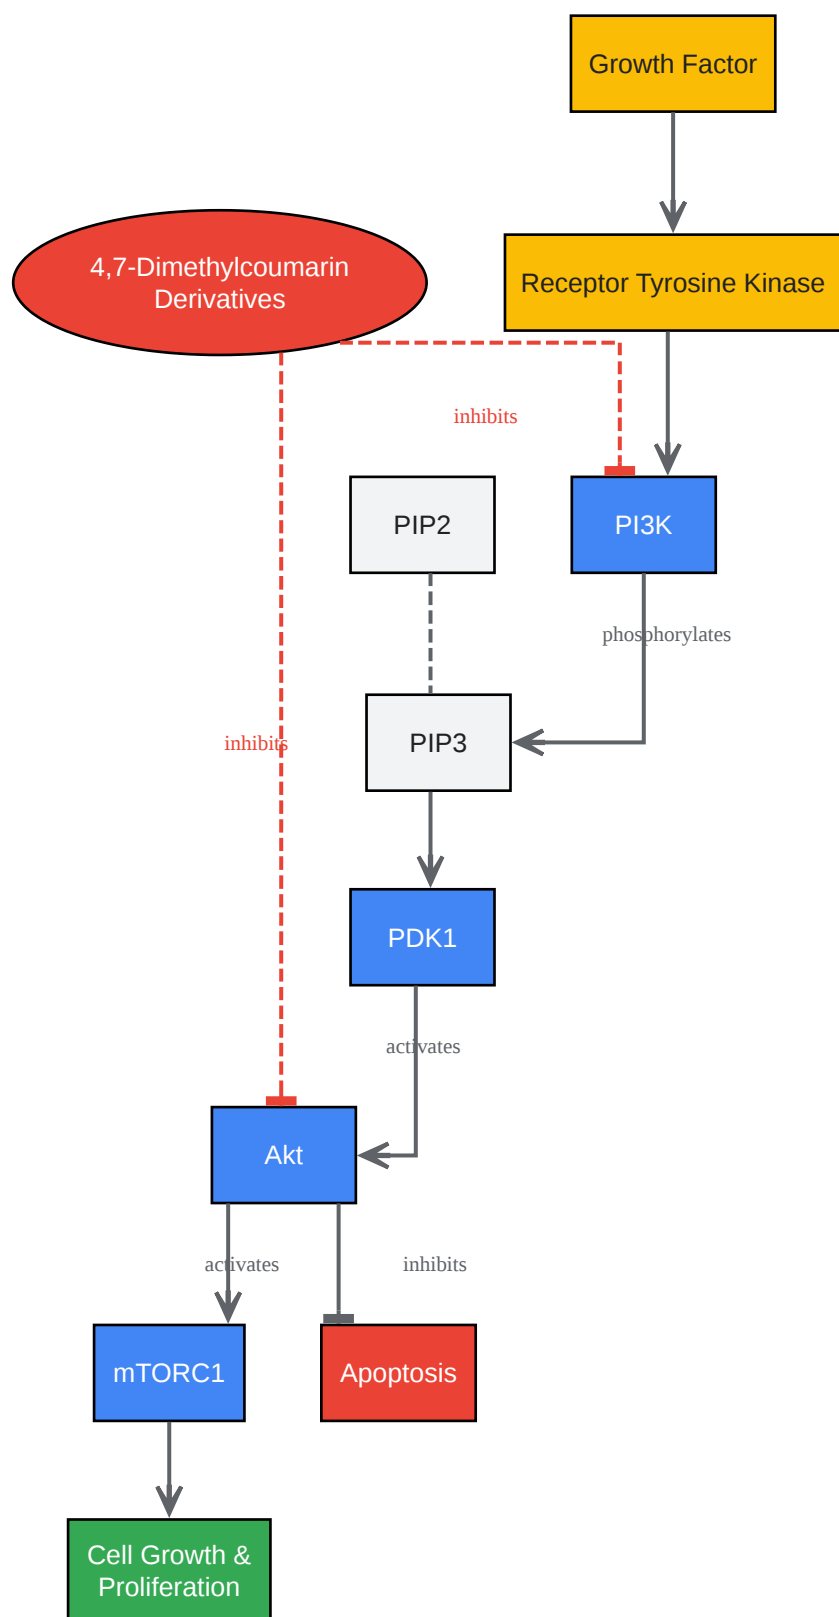 Growth Factor
4,7-Dimethylcoumarin
Derivatives
Receptor Tyrosine Kinase
inhibits
PIP2
PI3K
phosphorylates
inhibits
PIP3
PDK1
activates
Akt
activates
inhibits
mTORC1
Apoptosis
Cell Growth &
Proliferation